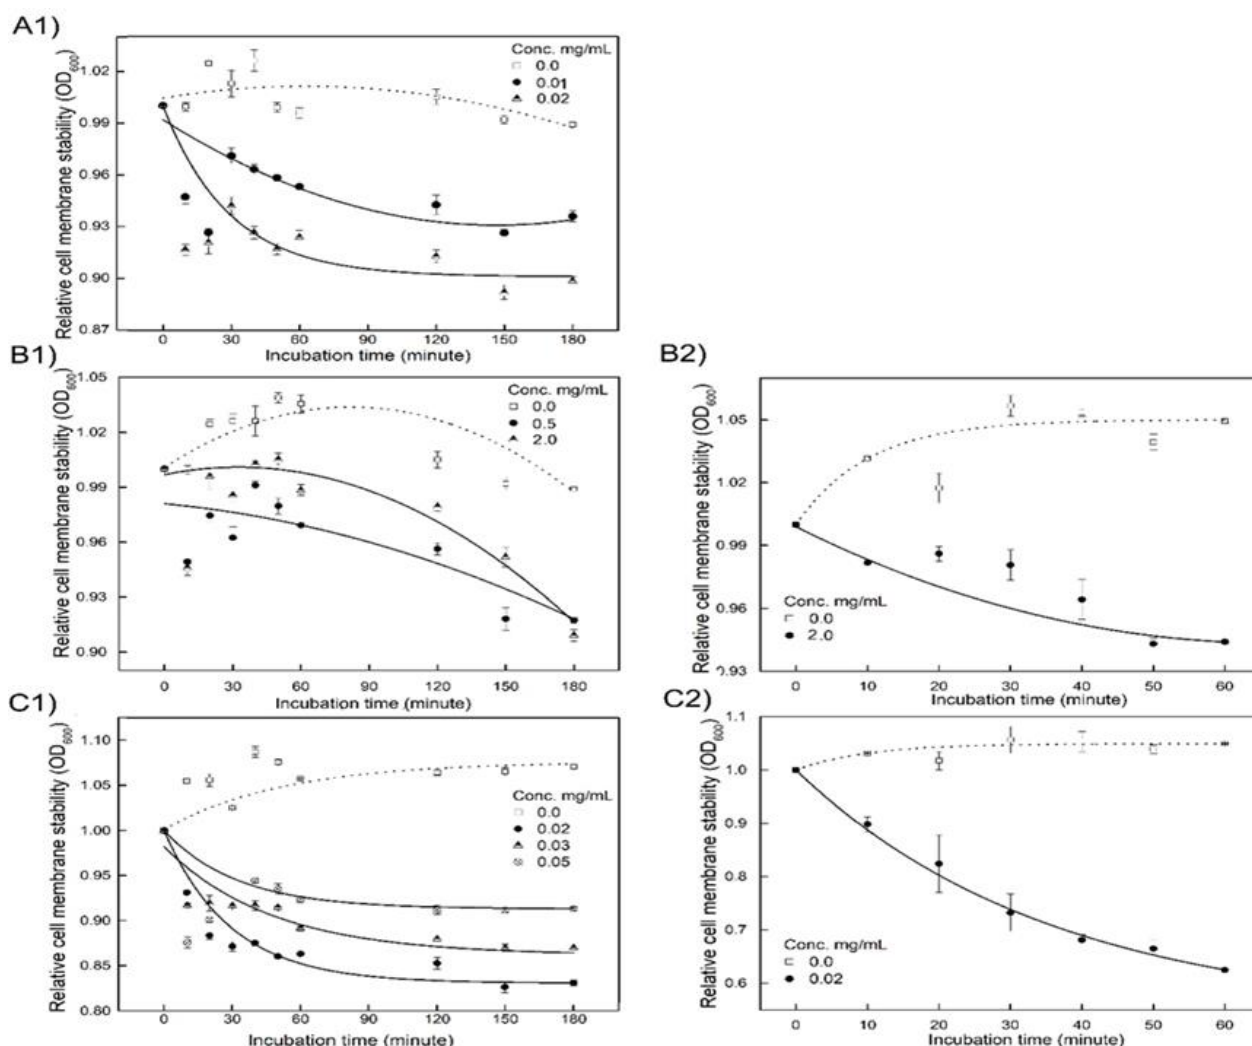 A1)
Relative cell membrane stability (OD600)
Conc. mg/mL
0.0
0.01
0.02
1.02
0.99
0.96
0.93
0.90
0.87
0 30 60 90 120 150 180
Incubation time (minute)
B1)
Relative cell membrane stability (OD600)
Conc. mg/mL
0.0
0.5
2.0
1.05
1.02
0.99
0.96
0.93
0.90
0 30 60 90 120 150 180
Incubation time (minute)
B2)
Relative cell membrane stability (OD600)
1.05
1.02
0.99
0.96
0.93
Conc. mg/mL
0.0
2.0
0 10 20 30 40 50 60
Incubation time (minute)
C1)
Relative cell membrane stability (OD600)
Conc. mg/mL
0.0
0.02
0.03
0.05
1.10
1.05
1.00
0.95
0.90
0.85
0.80
0 30 60 90 120 150 180
Incubation time (minute)
C2)
Relative cell membrane stability (OD600)
1.1
1.0
0.9
0.8
0.7
0.6
Conc. mg/mL
0.0
0.02
0 10 20 30 40 50 60
Incubation time (minute)